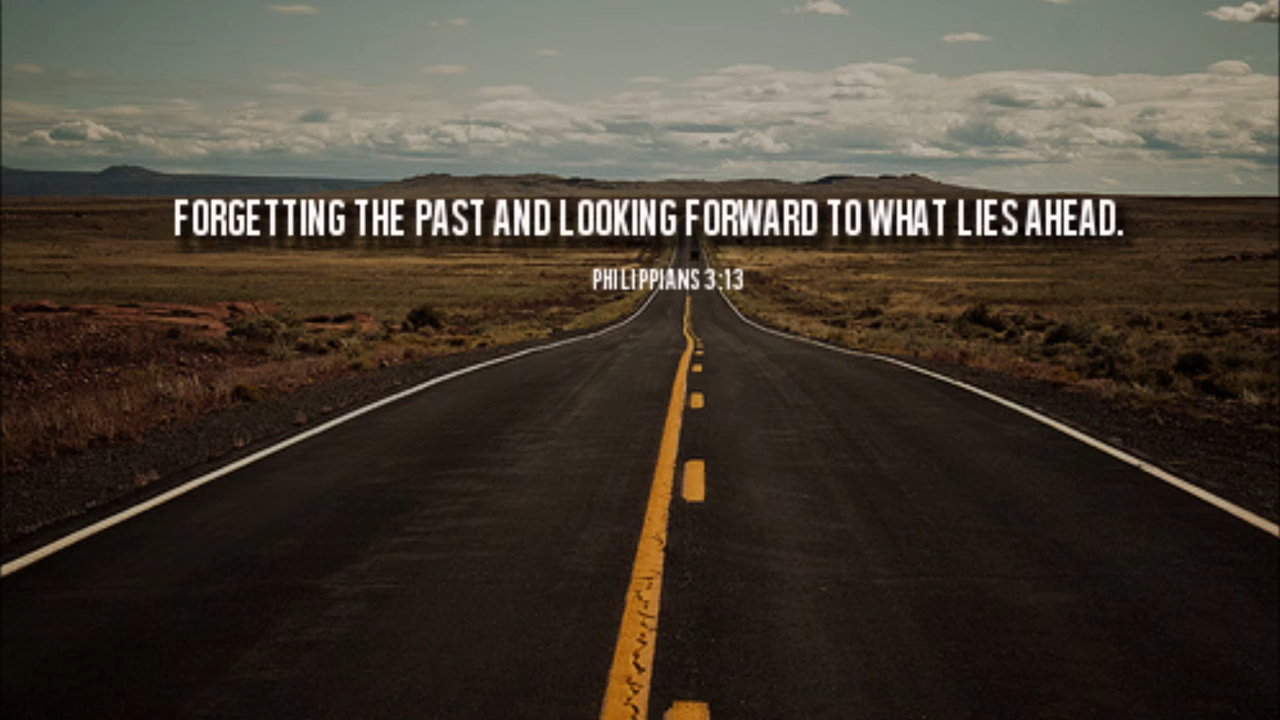 FORGETTING THE PAST AND LOOKING FORWARD TO WHAT LIES AHEAD.
PHILIPPIANS 3:13